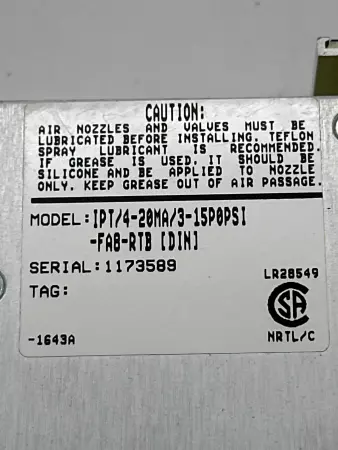 CAUTION:
AIR NOZZLES AND VALVES MUST BE
LUBRICATED BEFORE INSTALLING. TEFLON
SPRAY LUBRICANT IS RECOMMENDED.
IF GREASE IS USED, IT SHOULD BE
SILICONE AND BE APPLIED TO NOZZLE
ONLY. KEEP GREASE OUT OF AIR PASSAGE.
MODEL: IPT/4-20MA/3-15P0PSI
-FA8-RTB [DIN]
SERIAL: 1173589
LR28549
TAG:
SA
-1643A
NRTL/C